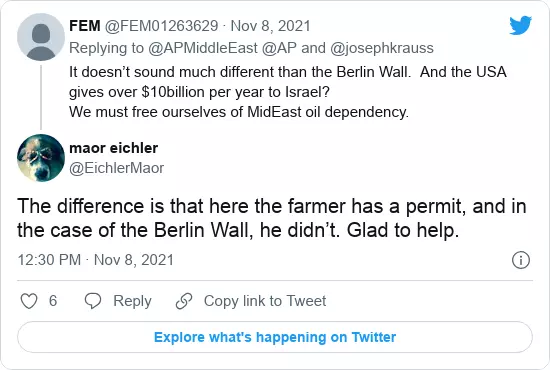 FEM @FEM01263629 · Nov 8, 2021
Replying to @APMiddleEast @AP and @josephkrauss
It doesn’t sound much different than the Berlin Wall.  And the USA
gives over $10billion per year to Israel?
We must free ourselves of MidEast oil dependency.
maor eichler
@EichlerMaor
The difference is that here the farmer has a permit, and in
the case of the Berlin Wall, he didn’t. Glad to help.
12:30 PM · Nov 8, 2021
6 Reply Copy link to Tweet
Explore what's happening on Twitter